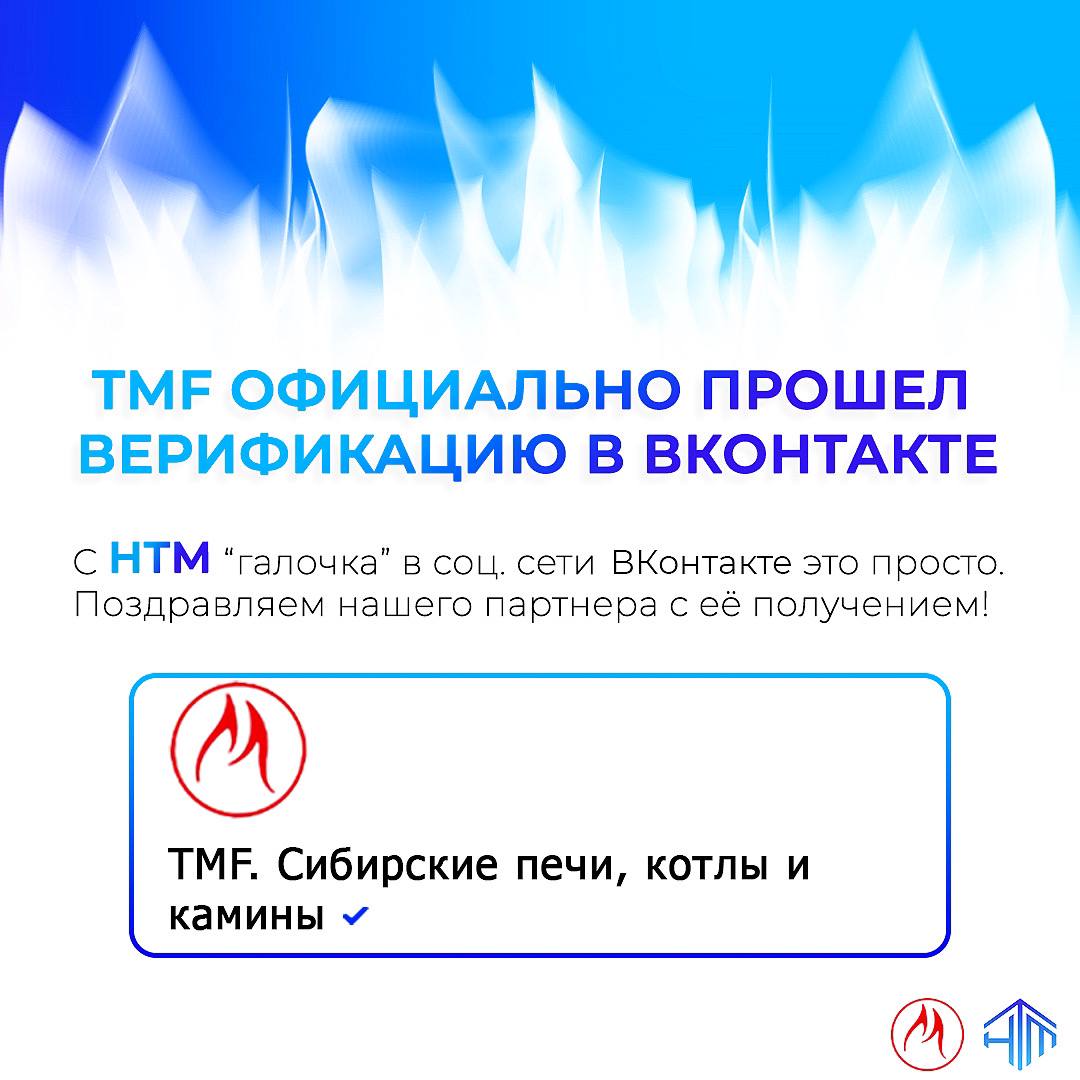 TMF ОФИЦИАЛЬНО ПРОШЕЛ
ВЕРИФИКАЦИЮ В ВКОНТАКТЕ
С НТМ “галочка” в соц. сети ВКонтакте это просто.
Поздравляем нашего партнера с её получением!
TMF. Сибирские печи, котлы и
камины
НТМ